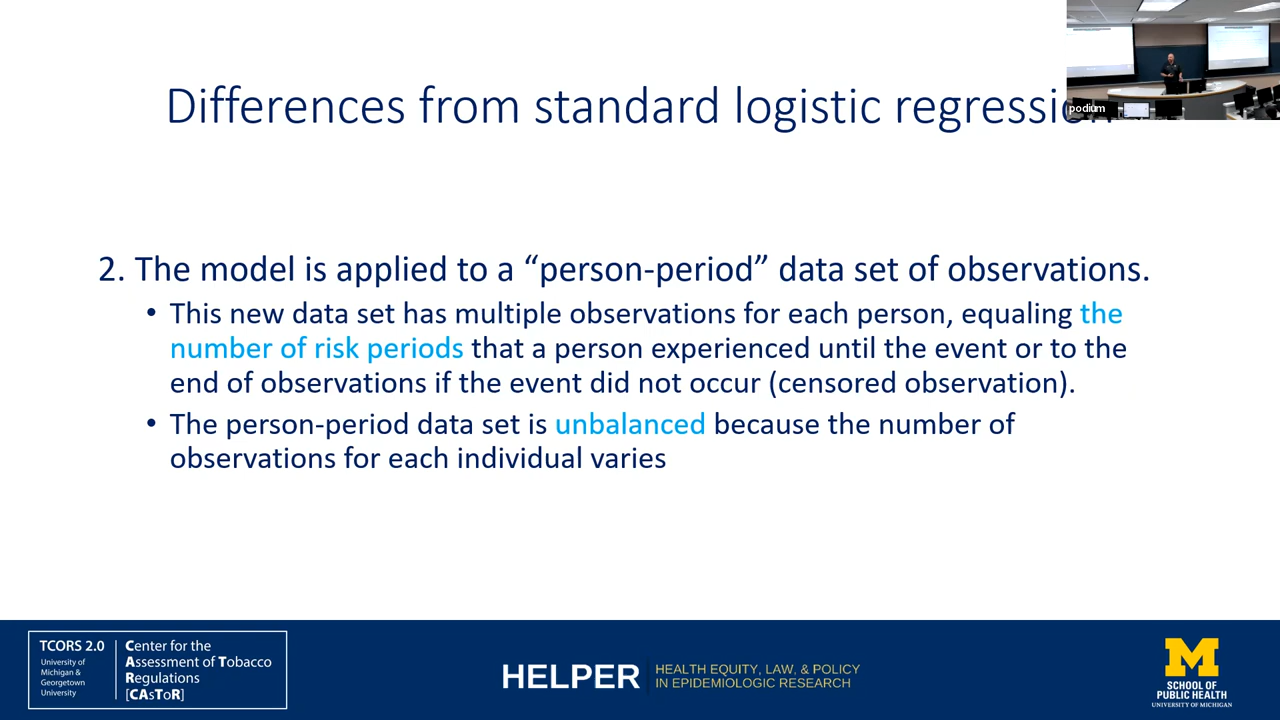 Differences from standard logistic regression
podium
2. The model is applied to a “person-period” data set of observations.
• This new data set has multiple observations for each person, equaling the
number of risk periods that a person experienced until the event or to the
end of observations if the event did not occur (censored observation).
• The person-period data set is unbalanced because the number of
observations for each individual varies
TCORS 2.0
University of
Michigan &
Georgetown
University
Center for the
Assessment of Tobacco
Regulations
[CAsToR]
HELPER
HEALTH EQUITY, LAW, & POLICY
IN EPIDEMIOLOGIC RESEARCH
M
SCHOOL OF
PUBLIC HEALTH
UNIVERSITY OF MICHIGAN